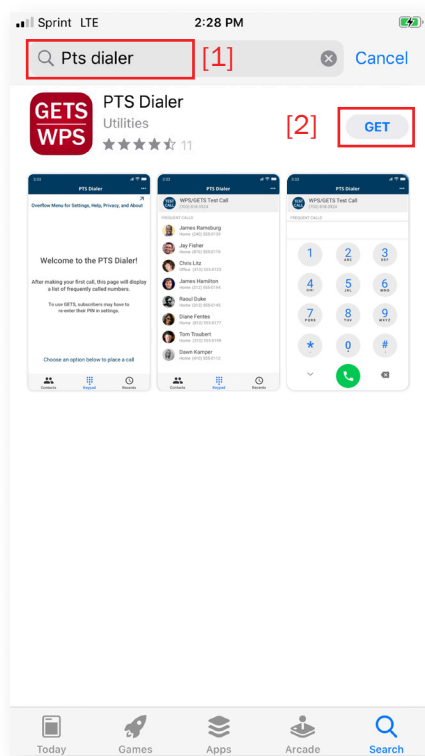 Sprint LTE 2:28 PM
Pts dialer [1] Cancel
GETS
WPS
PTS Dialer
Utilities
11
[2] GET
PTS Dialer
Overflow Menu for Settings, Help, Privacy, and About
Welcome to the PTS Dialer!
After making your first call, this page will display
a list of frequently called numbers.
To use GETS, subscribers may have to
re-enter their PIN in settings.
Choose an option below to place a call
Contacts Keypad Recents
PTS Dialer
TEST
CALL
WPS/GETS Test Call
FREQUENT CALLS
James Ramsburg
Jay Fisher
Chris Litz
James Hamilton
Raoul Duke
Diane Fentes
Tom Troubert
Dawn Kamper
Contacts Keypad Recents
PTS Dialer
TEST
CALL
WPS/GETS Test Call
FREQUENT CALLS
1 2 3
ABC DEF
4 5 6
GHI JKL MNO
7 8 9
PQRS TUV WXYZ
* 0 #
Today Games Apps Arcade Search